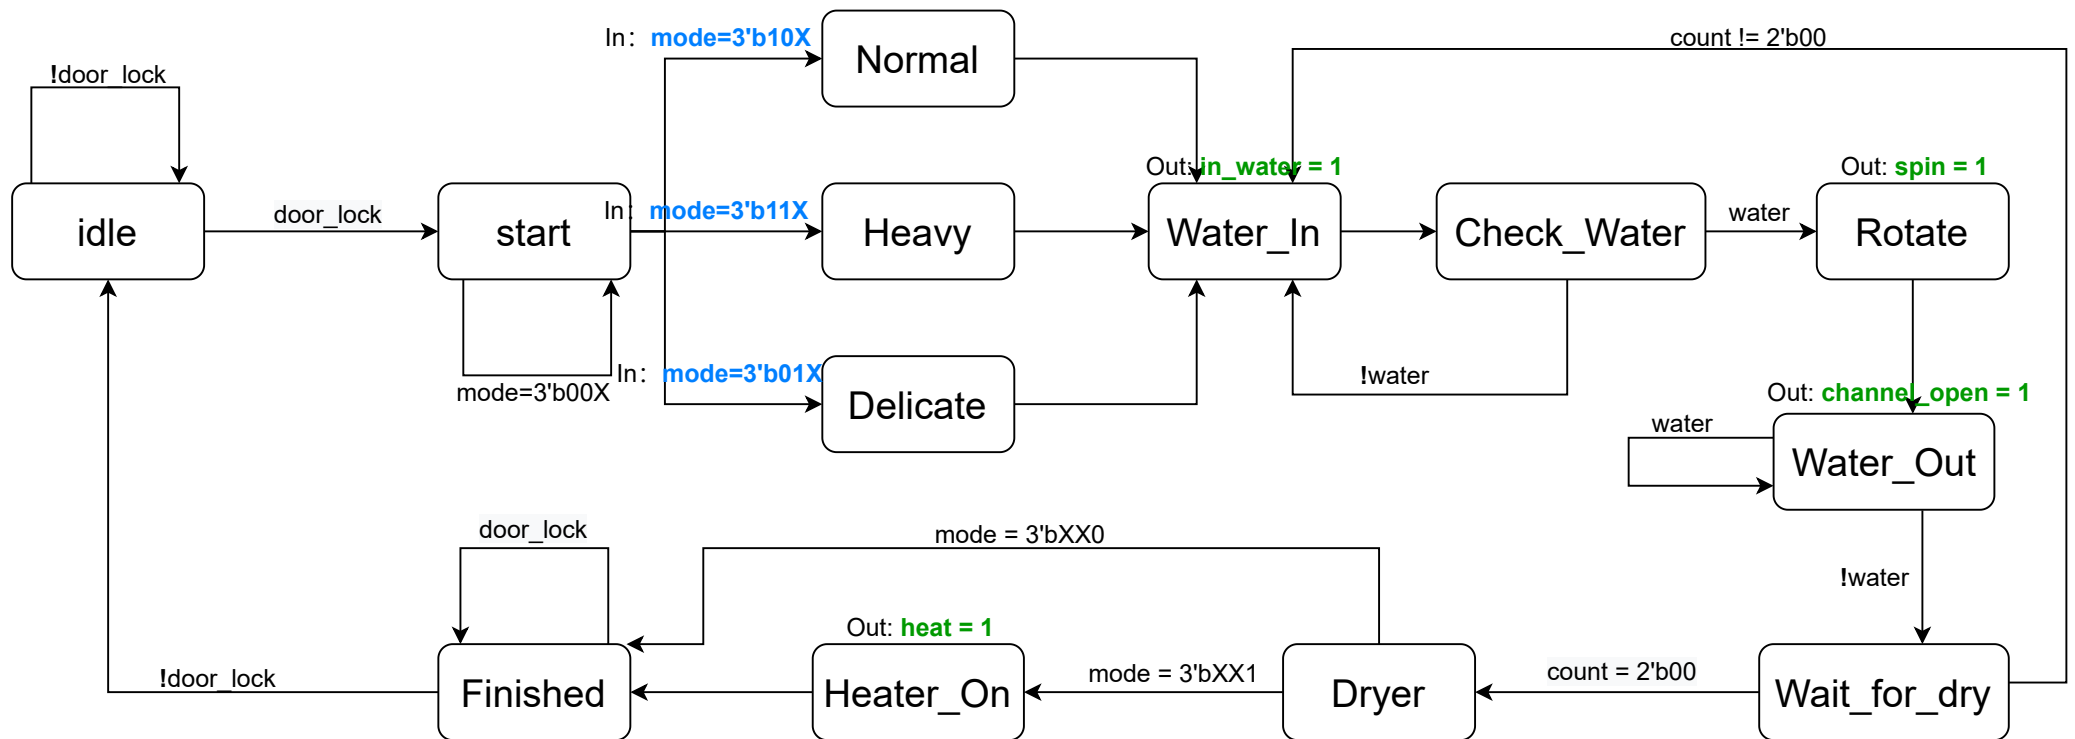 In: mode=3'b10X
Normal
count != 2'b00
!door_lock
Out: in_water = 1
Out: spin = 1
idle
door_lock
start
In: mode=3'b11X
Heavy
Water_In
Check_Water
water
Rotate
mode=3'b00X
In: mode=3'b01X
Delicate
!water
Out: channel_open = 1
water
Water_Out
door_lock
mode = 3'bXX0
!water
Out: heat = 1
!door_lock
Finished
Heater_On
mode = 3'bXX1
Dryer
count = 2'b00
Wait_for_dry